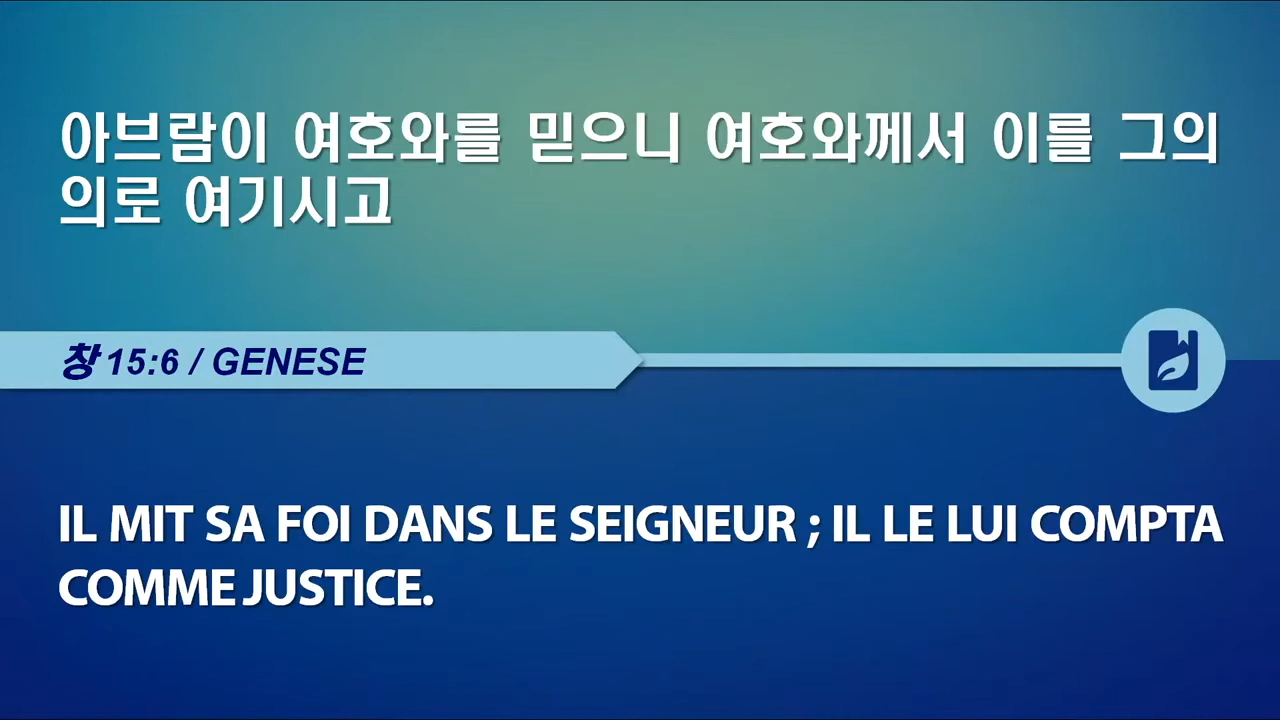 아브람이 여호와를 믿으니 여호와께서 이를 그의
의로 여기시고
창 15:6 / GENESE
IL MIT SA FOI DANS LE SEIGNEUR ; IL LE LUI COMPTA
COMME JUSTICE.